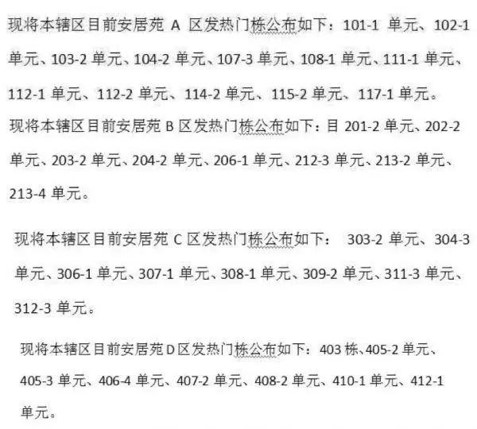 现将本辖区目前安居苑 A 区发热门栋公布如下：101-1 单元、102-1
单元、103-2 单元、104-2 单元、107-3 单元、108-1 单元、111-1 单元、
112-1 单元、112-2 单元、114-2 单元、115-2 单元、117-1 单元。
现将本辖区目前安居苑 B 区发热门栋公布如下：目 201-2 单元、202-2
单元、203-2 单元、204-2 单元、206-1 单元、212-3 单元、213-2 单元、
213-4 单元。
现将本辖区目前安居苑 C 区发热门栋公布如下： 303-2 单元、304-3
单元、306-1 单元、307-1 单元、308-1 单元、309-2 单元、311-3 单元、
312-3 单元。
现将本辖区目前安居苑 D 区发热门栋公布如下：403 栋、405-2 单元、
405-3 单元、406-4 单元、407-2 单元、408-2 单元、410-1 单元、412-1
单元。